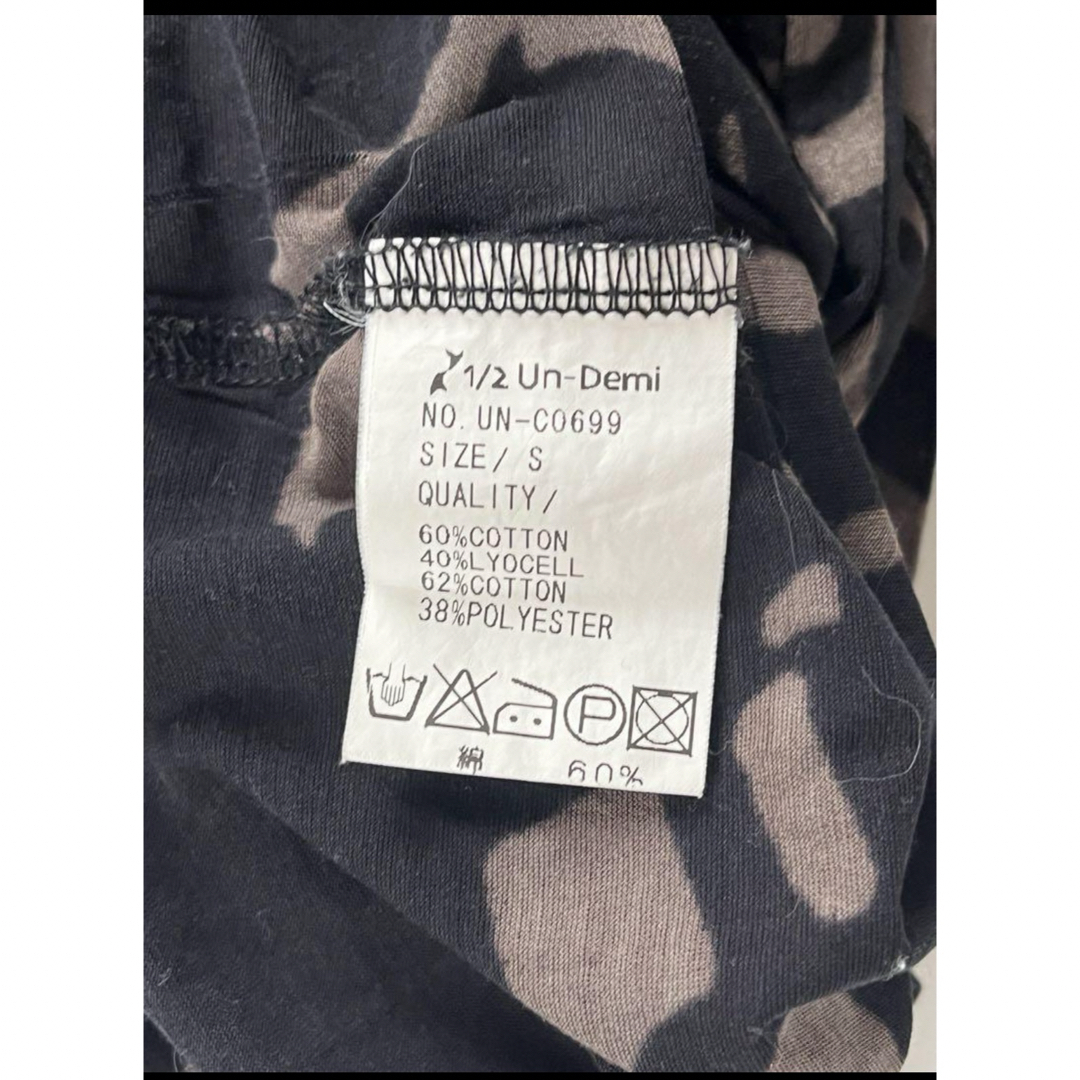 1/2 Un-Demi
NO. UN-C0699
SIZE/ S
QUALITY/
60%COTTON
40%LYOCELL
62%COTTON
38%POLYESTER
P
綿 60%